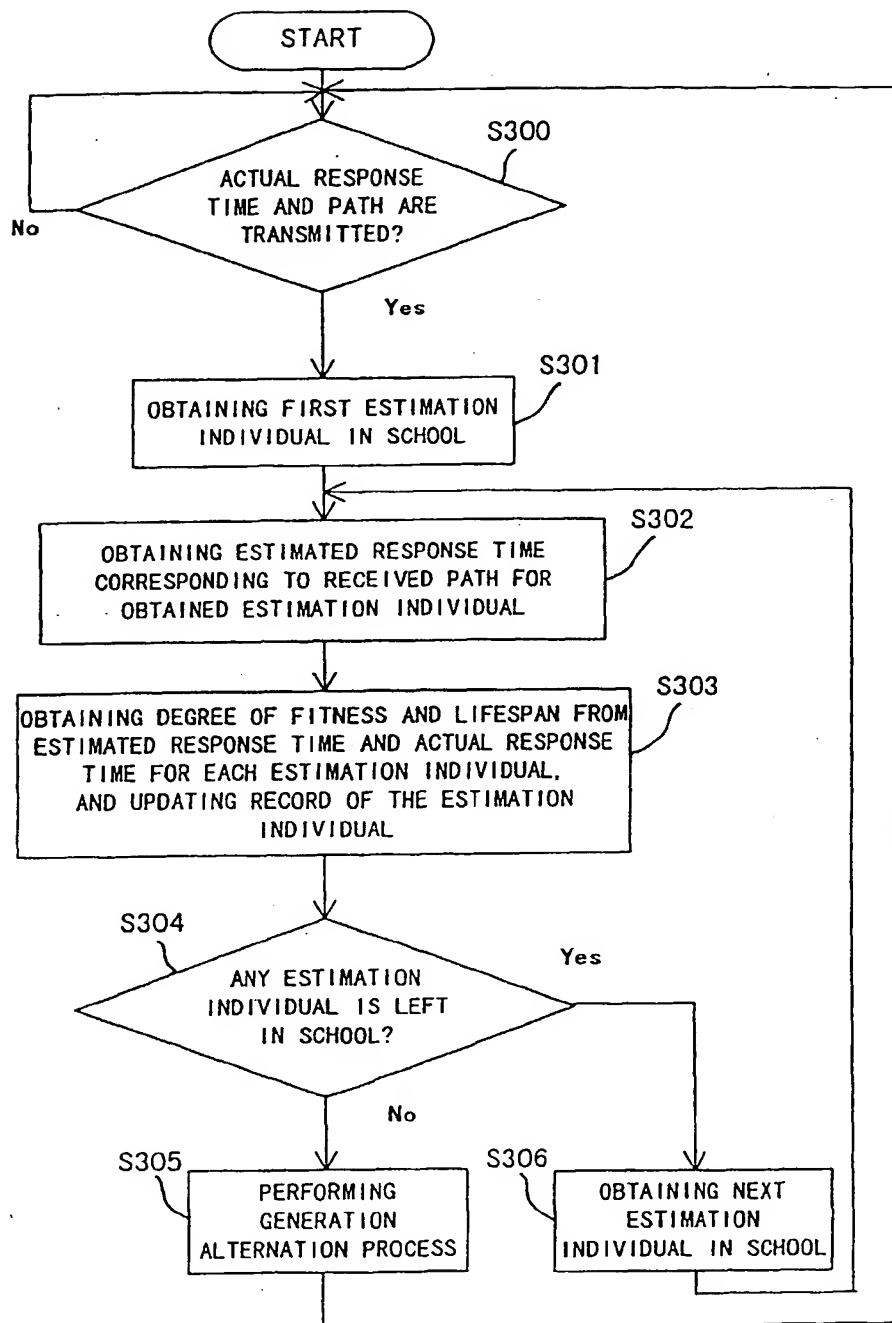 START
S300
ACTUAL RESPONSE
TIME AND PATH ARE
TRANSMITTED?
No
Yes
S301
OBTAINING FIRST ESTIMATION
INDIVIDUAL IN SCHOOL
S302
OBTAINING ESTIMATED RESPONSE TIME
CORRESPONDING TO RECEIVED PATH FOR
OBTAINED ESTIMATION INDIVIDUAL
S303
OBTAINING DEGREE OF FITNESS AND LIFESPAN FROM
ESTIMATED RESPONSE TIME AND ACTUAL RESPONSE
TIME FOR EACH ESTIMATION INDIVIDUAL,
AND UPDATING RECORD OF THE ESTIMATION
INDIVIDUAL
S304
ANY ESTIMATION
INDIVIDUAL IS LEFT
IN SCHOOL?
Yes
No
S305
PERFORMING
GENERATION
ALTERNATION PROCESS
S306
OBTAINING NEXT
ESTIMATION
INDIVIDUAL IN SCHOOL